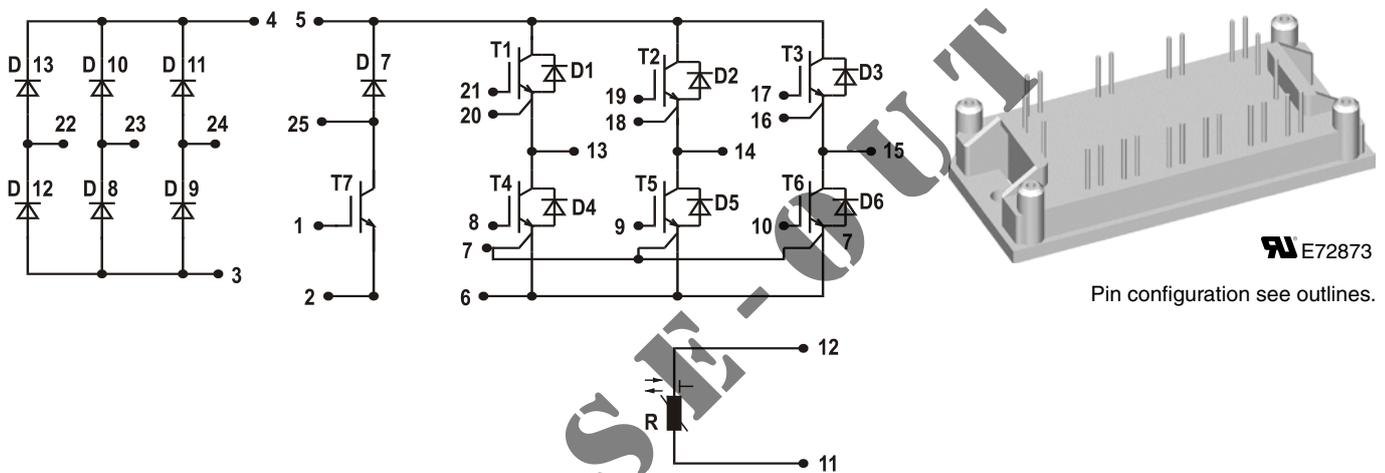 4 5
D 13 D 10 D 11 D 7 T1 D1 T2 D2 T3 D3
21 19 17
20 18 16
22 23 24 25
13 14 15
D 12 D 8 D 9 T7 T4 D4 T5 D5 T6 D6
1 8 9 10
7 7
3
2 6
12
R
11
E72873
Pin configuration see outlines.
S E - O U T